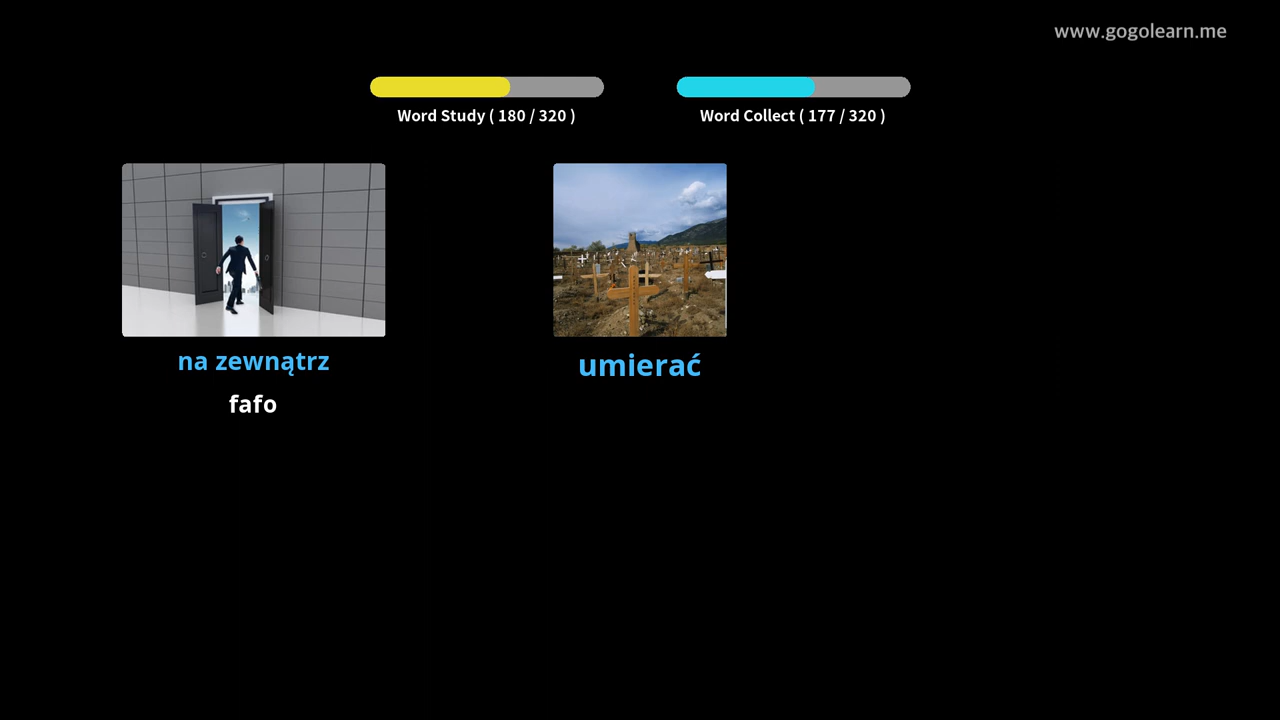 www.gogolearn.me
Word Study ( 180 / 320 )
Word Collect ( 177 / 320 )
na zewnątrz
fafo
umierać